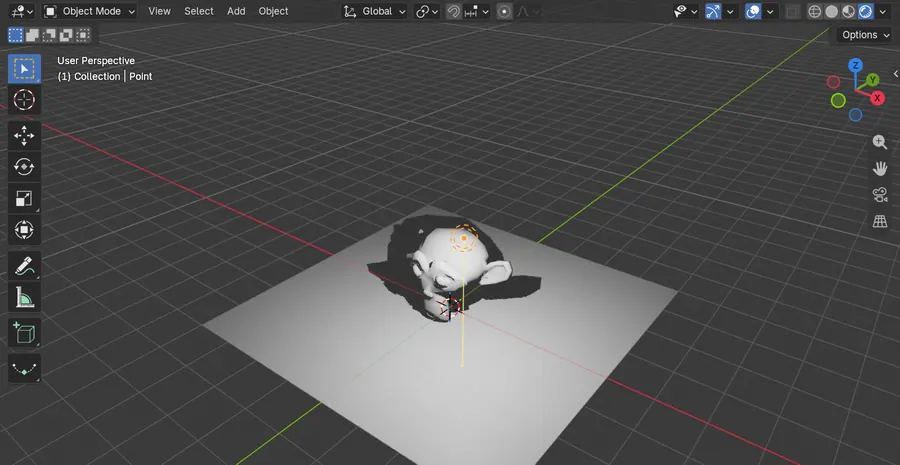 Object Mode View Select Add Object Global
Options
User Perspective
(1) Collection | Point
Z
Y
X